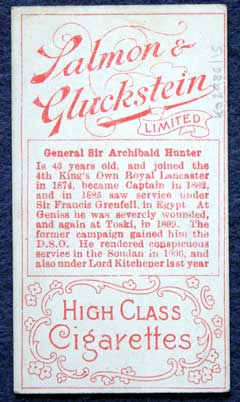 Salmon &
Gluckstein
LIMITED
General Sir Archibald Hunter
Is 43 years old, and joined the
4th King's Own Royal Lancaster
in 1874, became Captain in 1882,
and in 1885 saw service under
Sir Francis Grenfell, in Egypt. At
Geniss he was severely wounded,
and again at Toski, in 1889. The
former campaign gained him the
D.S.O. He rendered conspicuous
service in the Soudan in 1896, and
also under Lord Kitchener last year
HIGH CLASS
Cigarettes